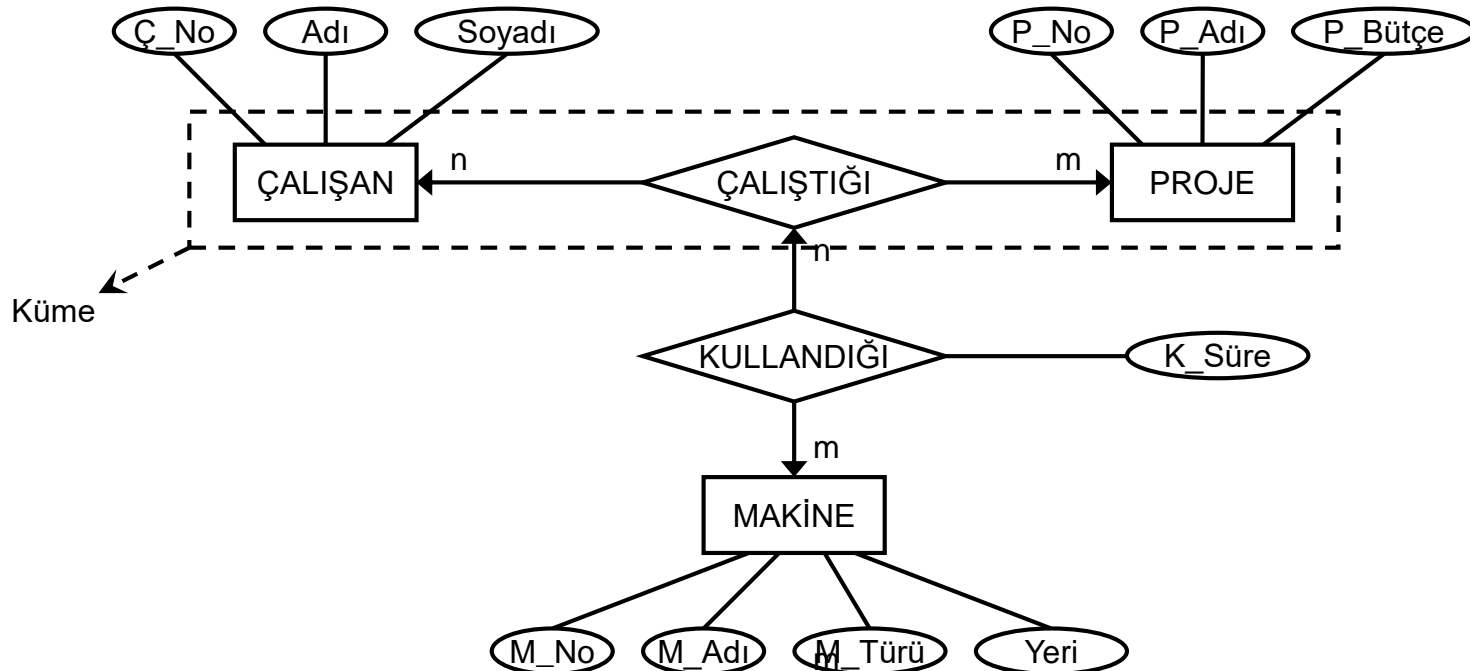 Ç_No Adı Soyadı P_No P_Adı P_Bütçe
n m
ÇALIŞAN ÇALIŞTIĞI PROJE
n
Küme
KULLANDIĞI K_Süre
m
MAKİNE
M_No M_Adı M_Türü Yeri
m